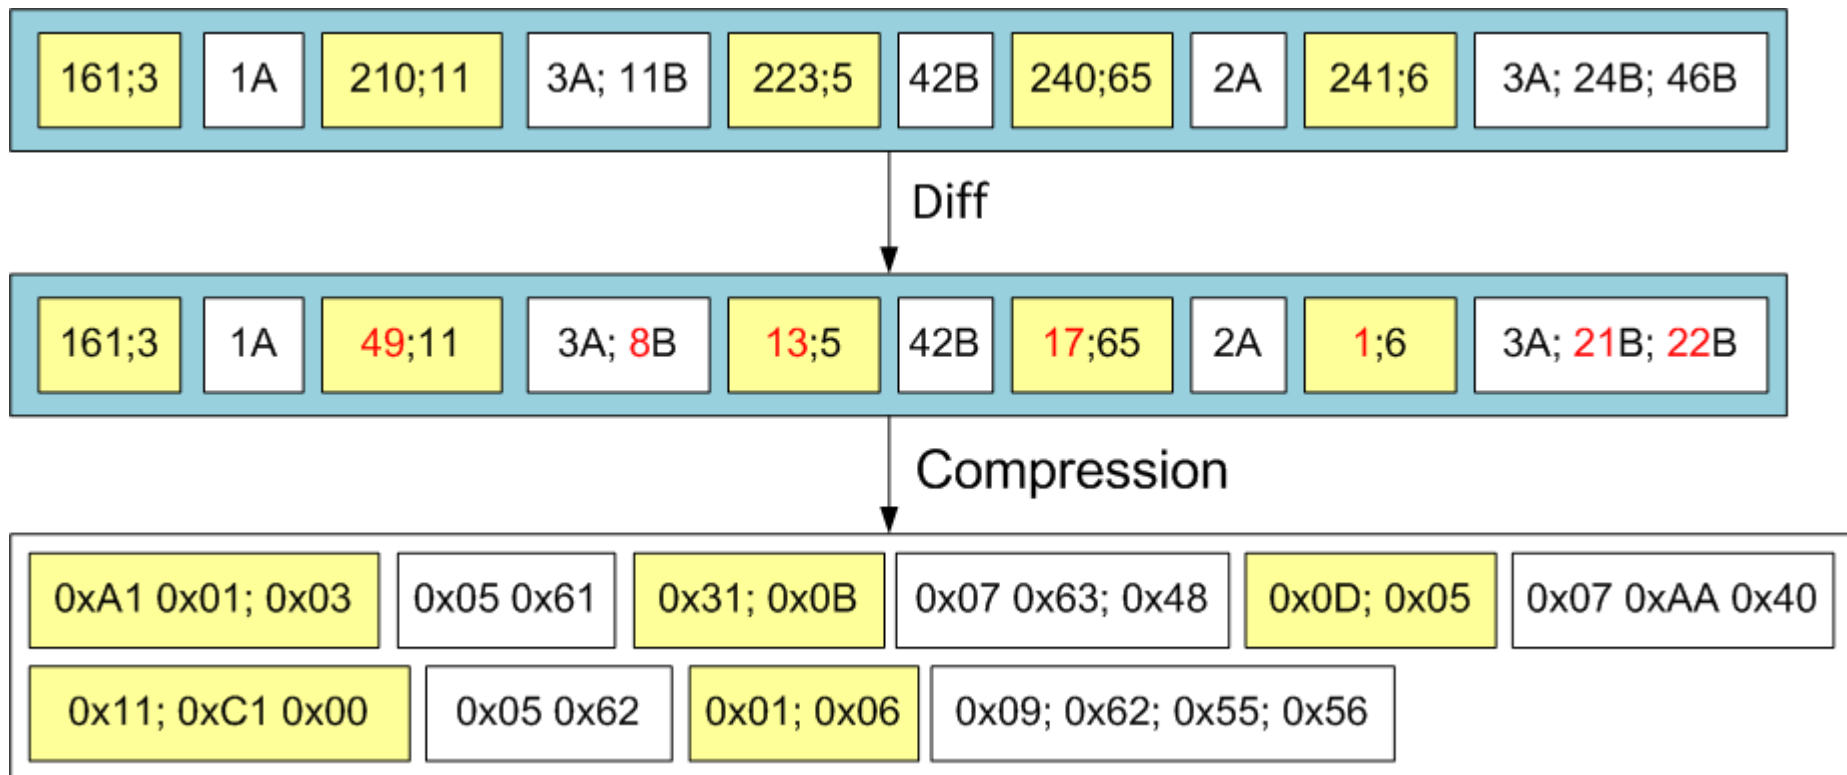 161;3 1A 210;11 3A; 11B 223;5 42B 240;65 2A 241;6 3A; 24B; 46B
Diff
161;3 1A 49;11 3A; 8B 13;5 42B 17;65 2A 1;6 3A; 21B; 22B
Compression
0xA1 0x01; 0x03 0x05 0x61 0x31; 0x0B 0x07 0x63; 0x48 0x0D; 0x05 0x07 0xAA 0x40
0x11; 0xC1 0x00 0x05 0x62 0x01; 0x06 0x09; 0x62; 0x55; 0x56